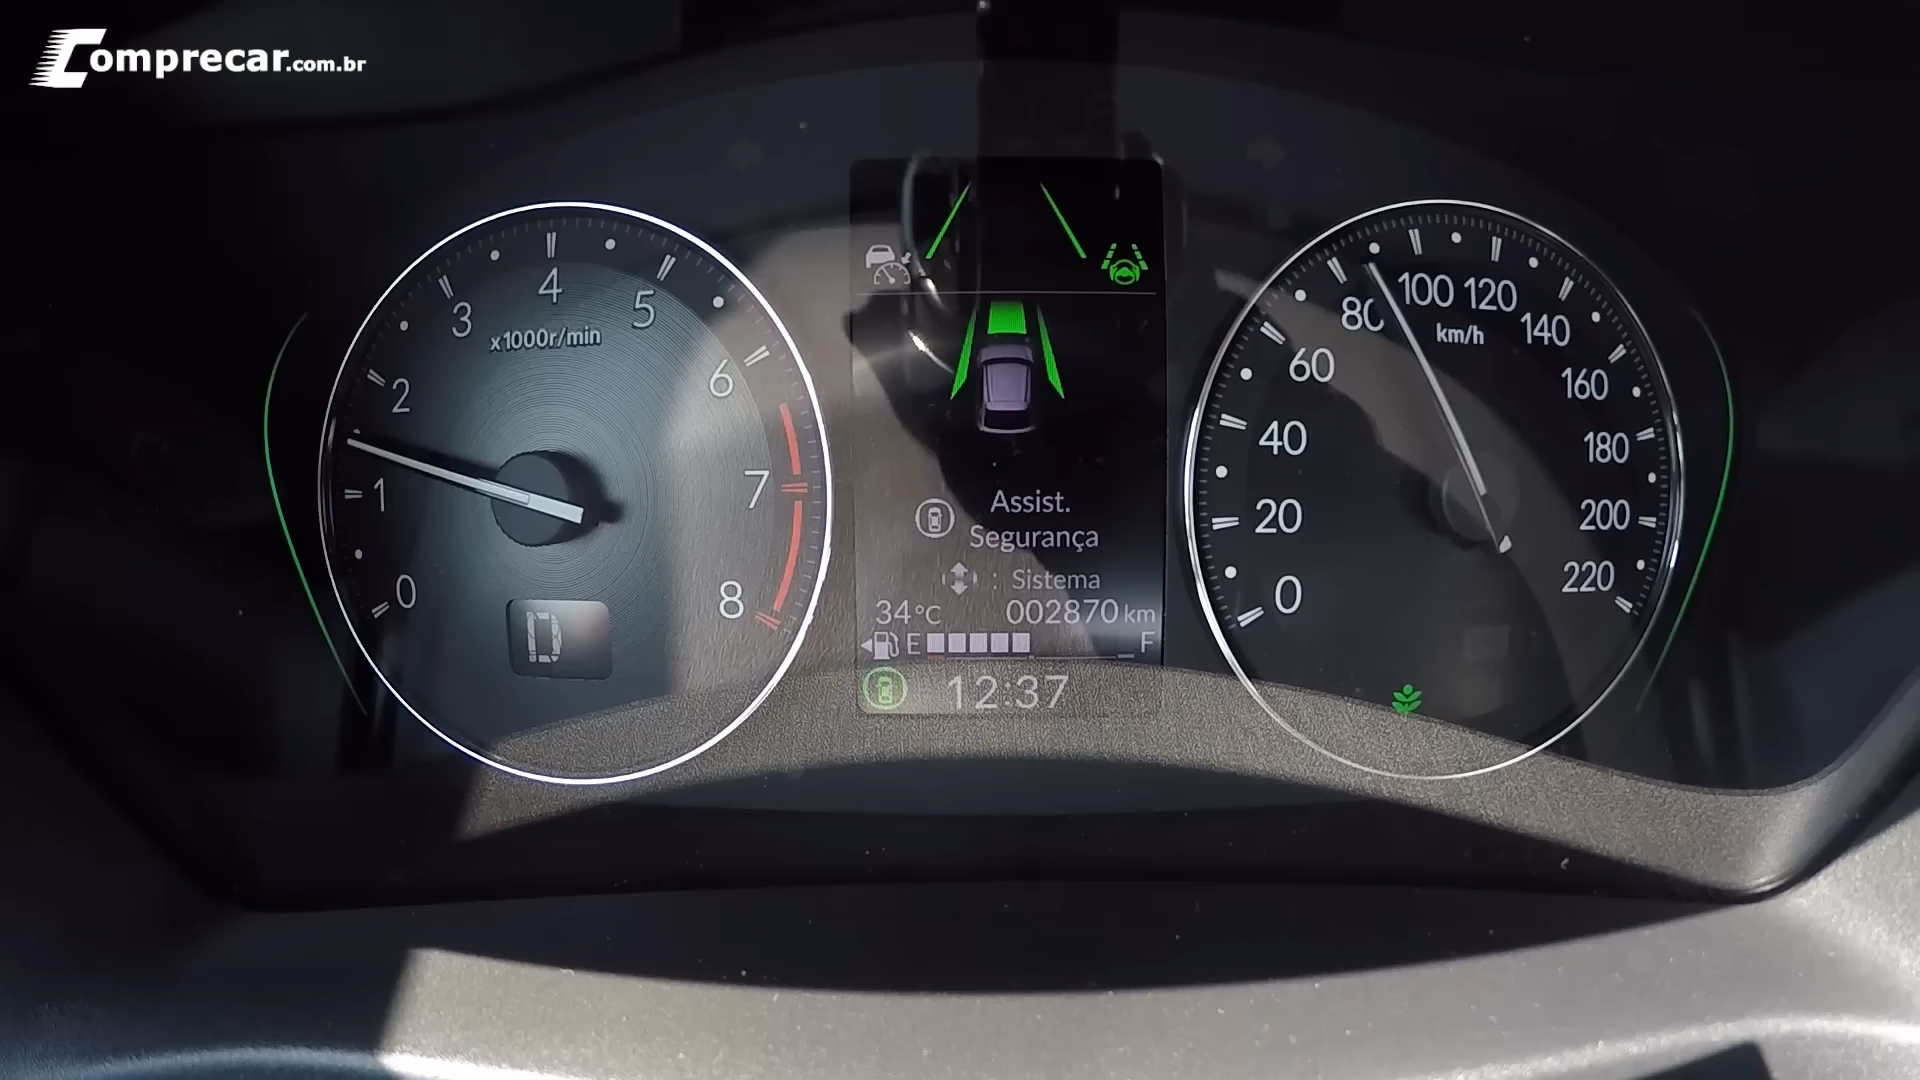 Comprecar.com.br
0
1
2
3
4
5
6
7
8
x1000r/min
D
Assist.
Segurança
: Sistema
34°C 002870 km
E F
12:37
0
20
40
60
80
100
120
140
160
180
200
220
km/h